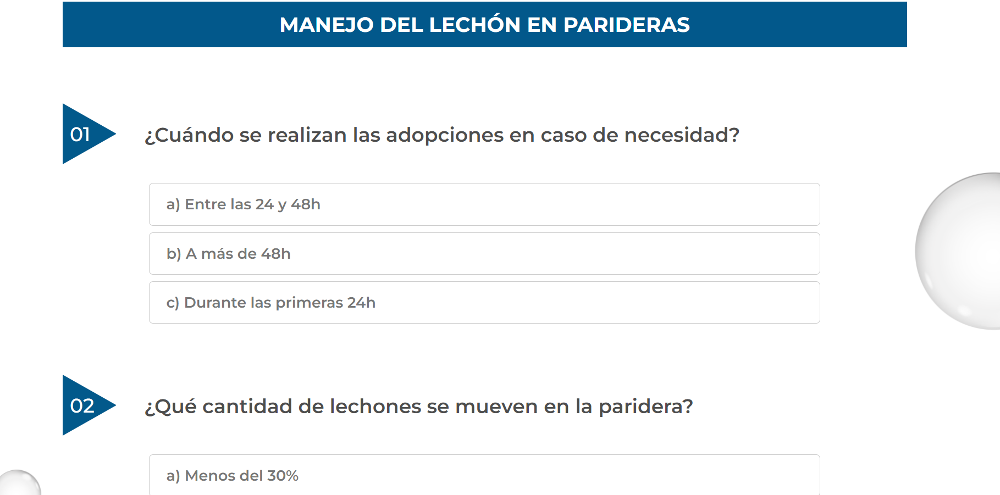 MANEJO DEL LECHÓN EN PARIDERAS
01
¿Cuándo se realizan las adopciones en caso de necesidad?
a) Entre las 24 y 48h
b) A más de 48h
c) Durante las primeras 24h
02
¿Qué cantidad de lechones se mueven en la paridera?
a) Menos del 30%